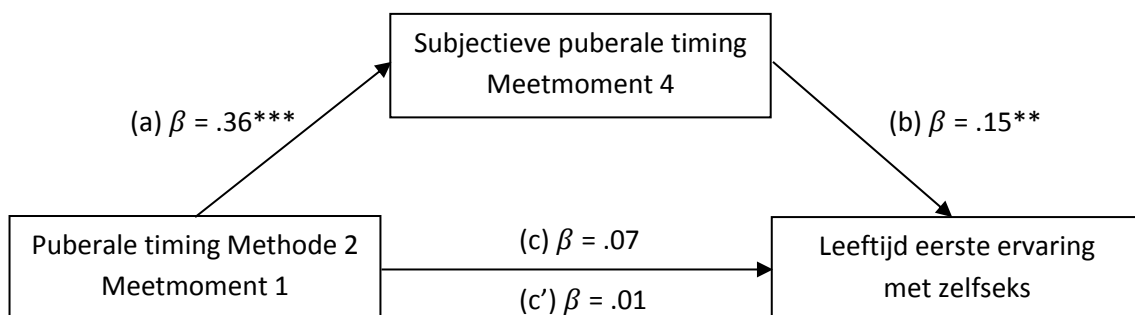 Subjectieve puberale timing
Meetmoment 4
(a) 𝛽 = .36***
(b) 𝛽 = .15**
Puberale timing Methode 2
Meetmoment 1
(c) 𝛽 = .07
(c’) 𝛽 = .01
Leeftijd eerste ervaring
met zelfseks